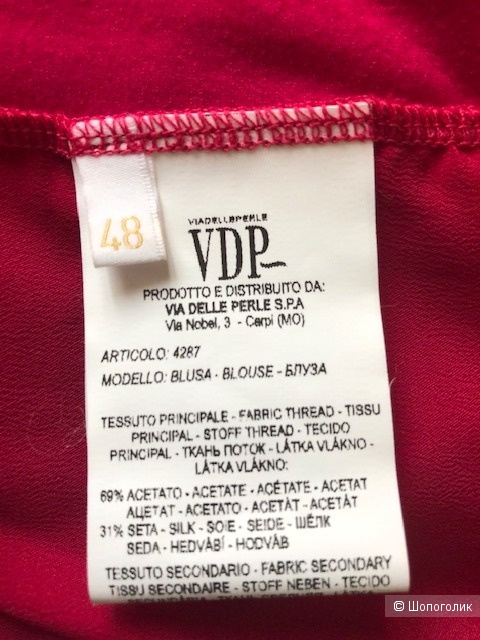 48
VIADELLEPERLE
VDP
PRODOTTO E DISTRIBUITO DA:
VIA DELLE PERLE S.P.A
Via Nobel, 3 - Carpi (MO)
ARTICOLO: 4287
MODELLO: BLUSA - BLOUSE - БЛУЗА
TESSUTO PRINCIPALE - FABRIC THREAD - TISSU
PRINCIPAL - STOFF THREAD - TECIDO
PRINCIPAL - ТКАНЬ ПОТОК - LÁTKA VLÁKNO -
LÁTKA VLÁKNO:
69% ACETATO - ACETATE - ACÉTATE - ACETAT
АЦЕТАТ - ACETATO - ACETÁT - ACETÁT
31% SETA - SILK - SOIE - SEIDE - ШЁЛК
SEDA - HEDVÁBÍ - HODVÁB
TESSUTO SECONDARIO - FABRIC SECONDARY
TISSU SECONDAIRE - STOFF NEBEN - TECIDO
© Шопоголик